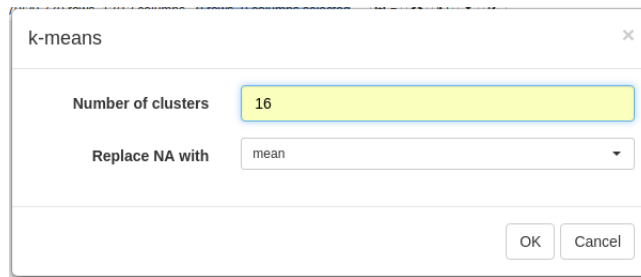 k-means
×
Number of clusters 16
Replace NA with mean
OK Cancel